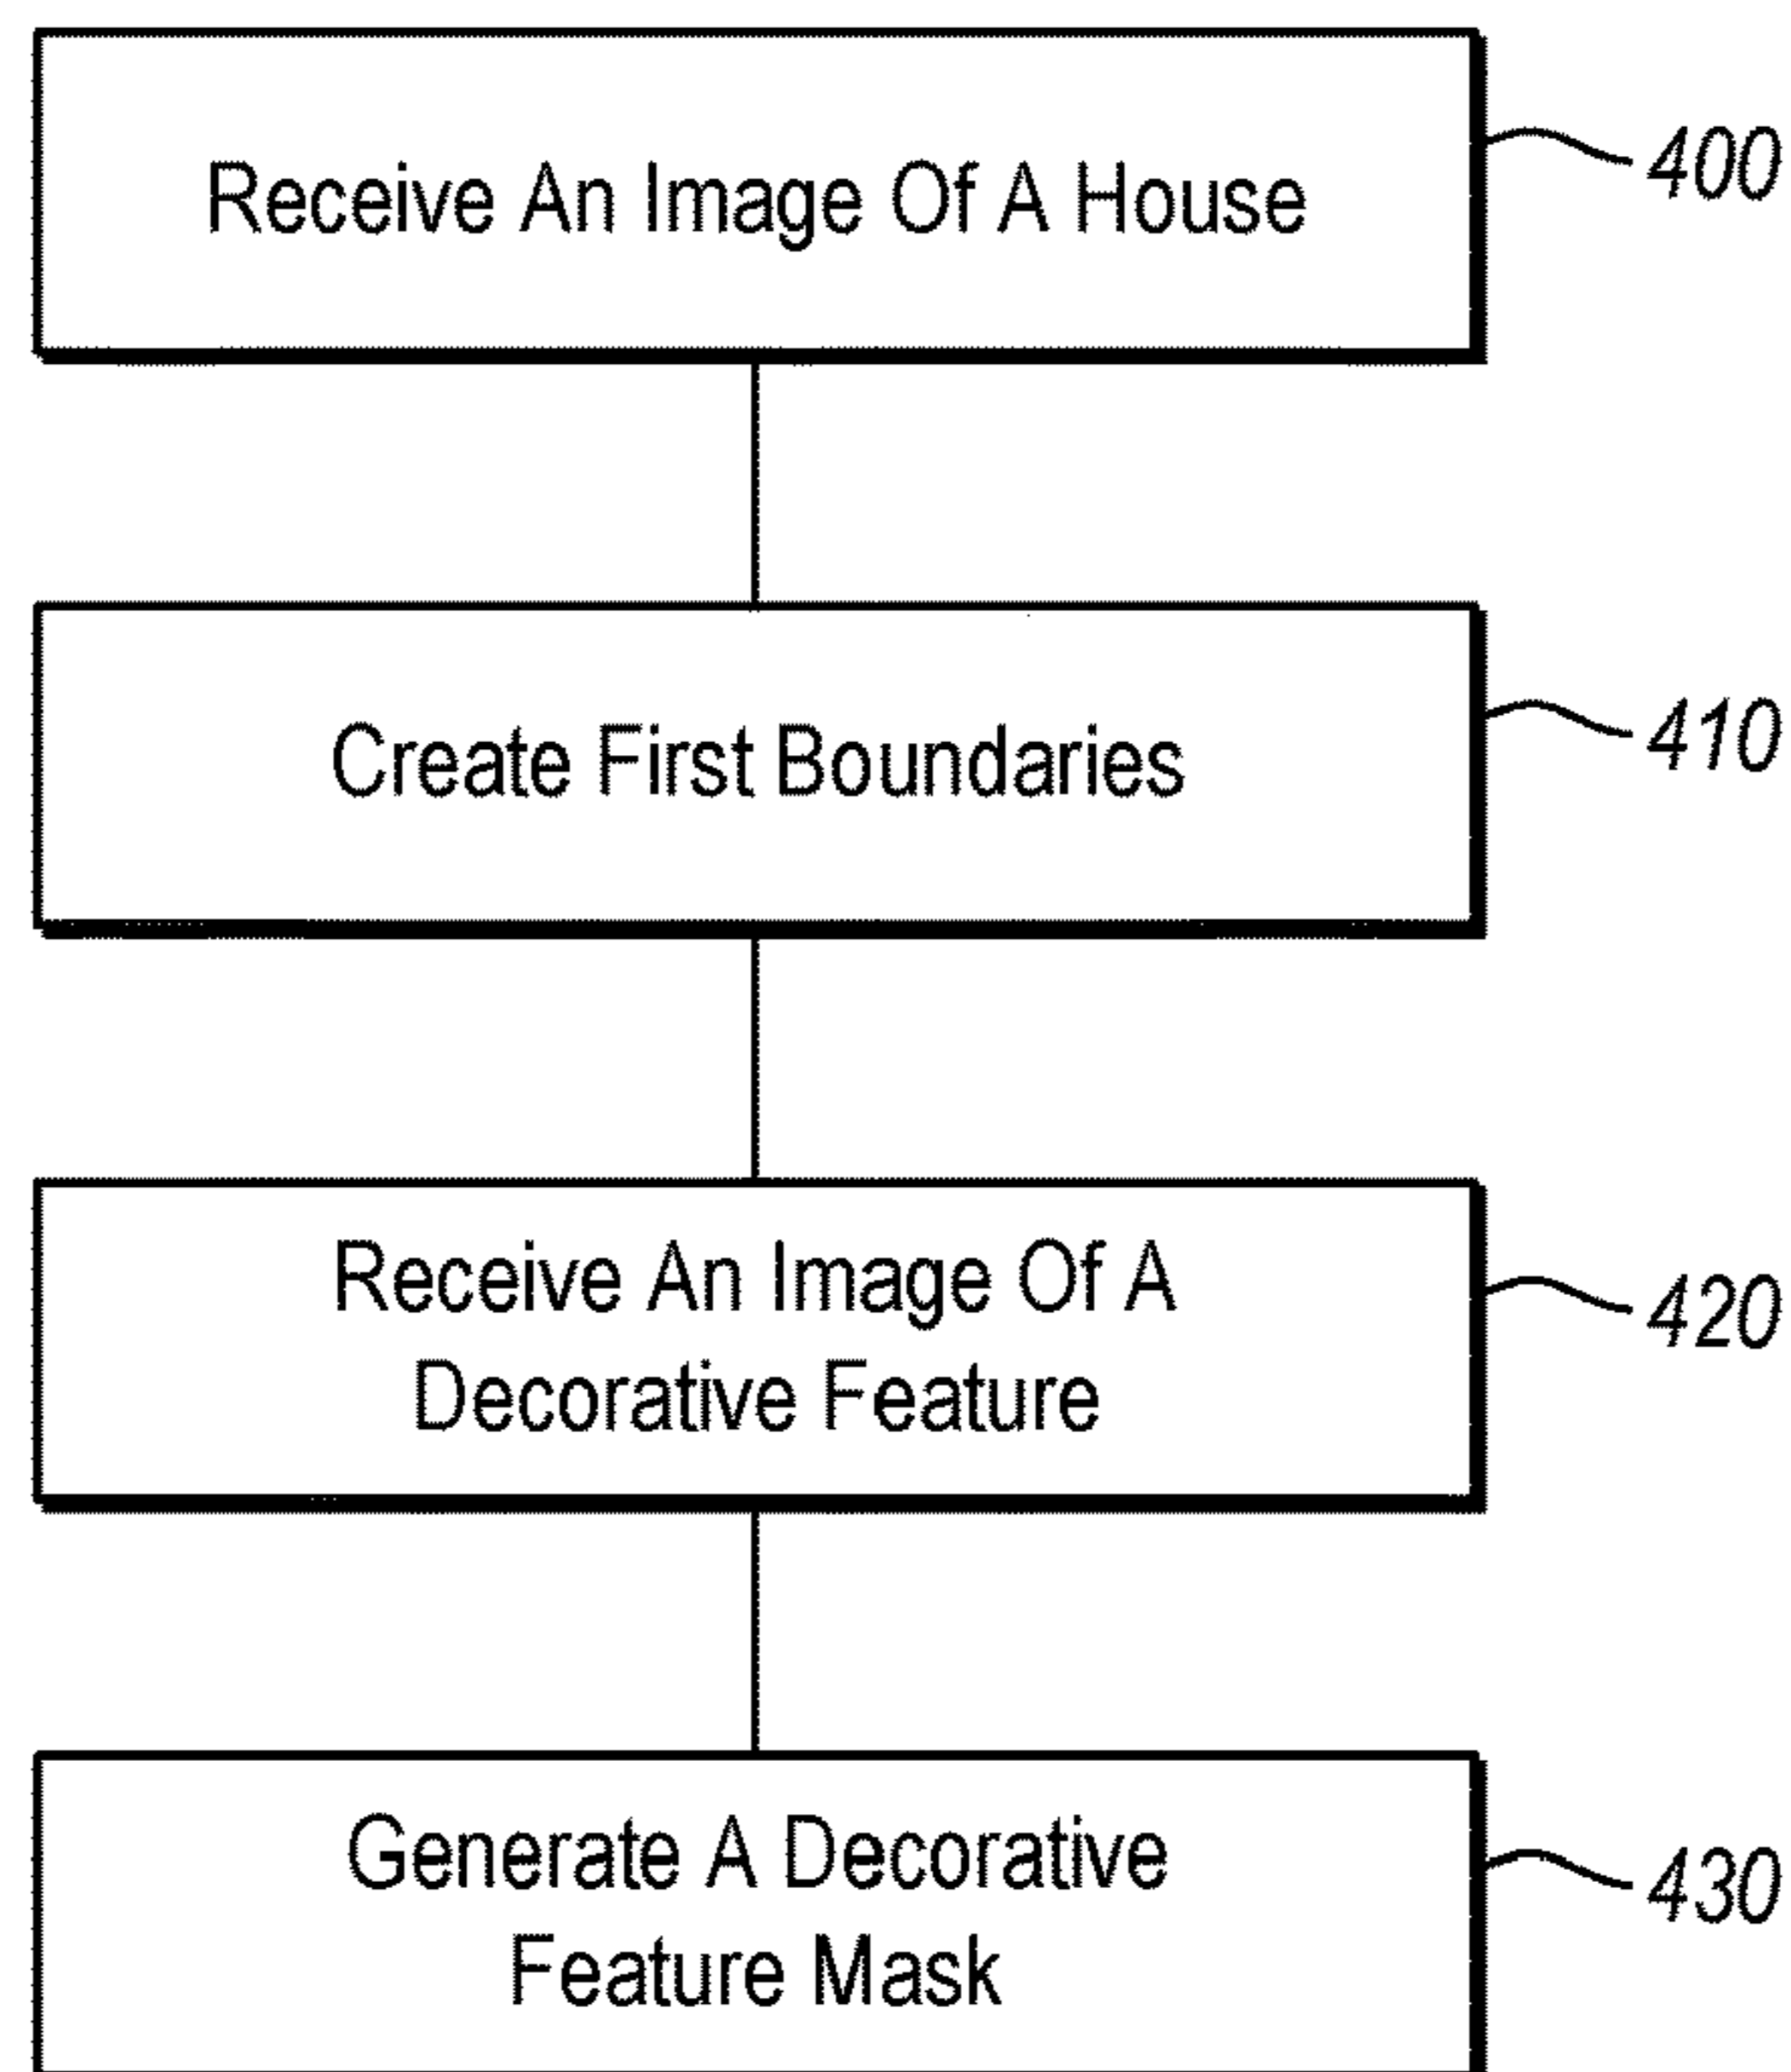 Receive An Image Of A House
400
Create First Boundaries
410
Receive An Image Of A
Decorative Feature
420
Generate A Decorative
Feature Mask
430